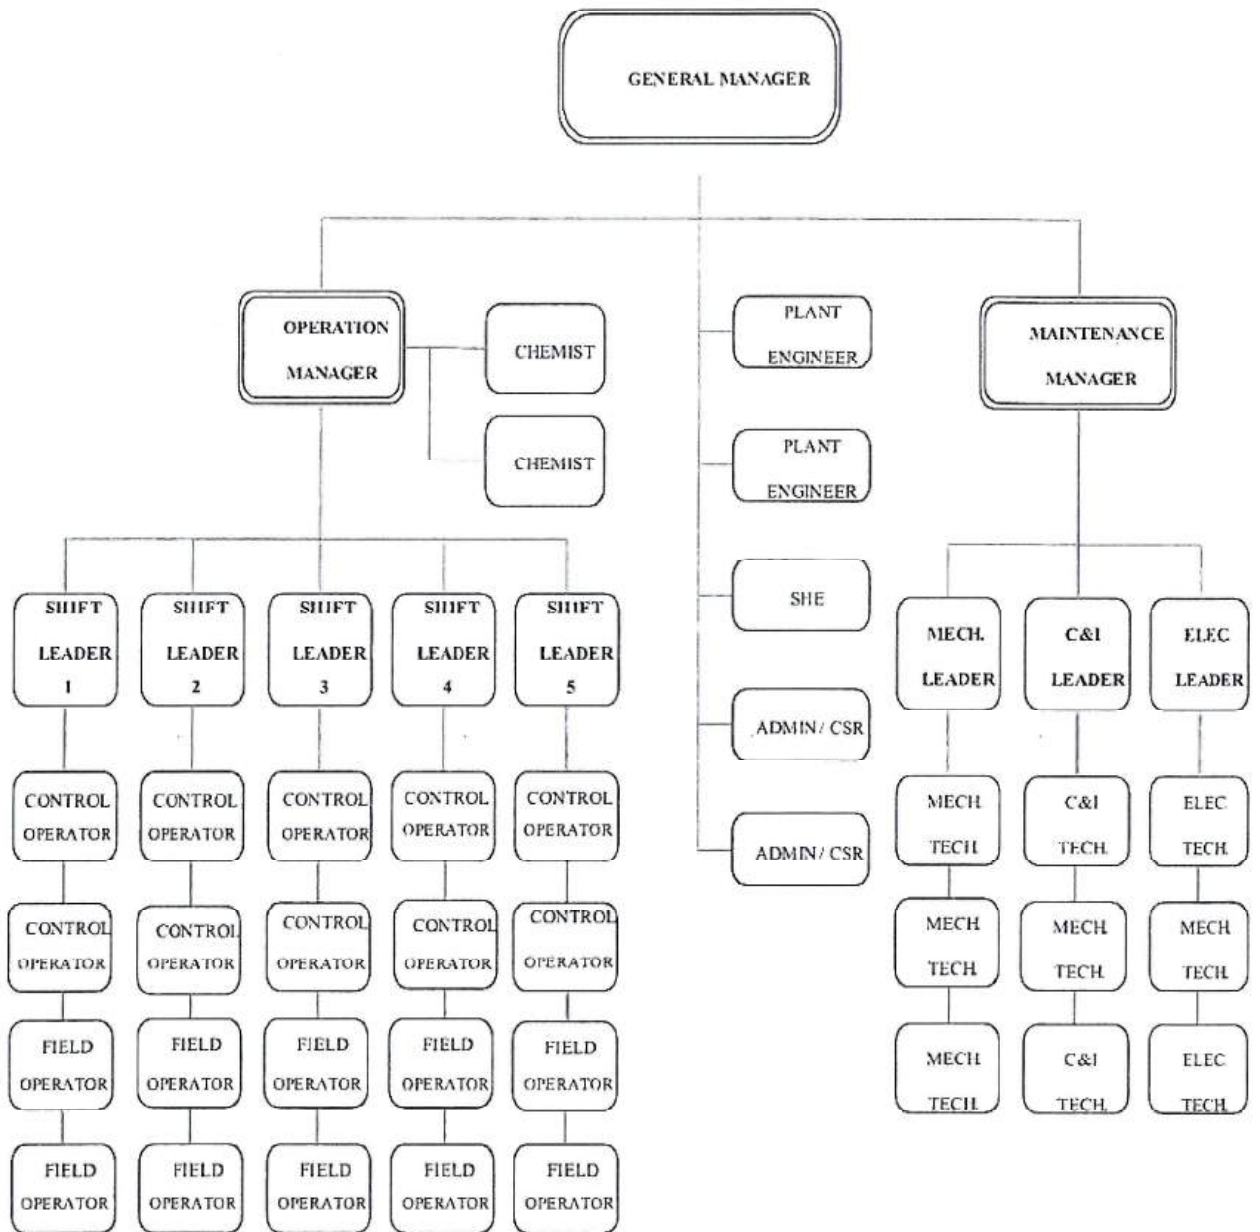 GENERAL MANAGER
OPERATION
MANAGER
CHEMIST
CHEMIST
PLANT
ENGINEER
PLANT
ENGINEER
SHE
ADMIN / CSR
ADMIN / CSR
MAINTENANCE
MANAGER
SHIFT
LEADER
1
SHIFT
LEADER
2
SHIFT
LEADER
3
SHIFT
LEADER
4
SHIFT
LEADER
5
MECH.
LEADER
C&I
LEADER
ELEC
LEADER
CONTROL
OPERATOR
CONTROL
OPERATOR
CONTROL
OPERATOR
CONTROL
OPERATOR
CONTROL
OPERATOR
MECH
TECH.
C&I
TECH.
ELEC
TECH.
CONTROL
OPERATOR
CONTROL
OPERATOR
CONTROL
OPERATOR
CONTROL
OPERATOR
CONTROL
OPERATOR
MECH
TECH.
MECH
TECH.
MECH
TECH.
FIELD
OPERATOR
FIELD
OPERATOR
FIELD
OPERATOR
FIELD
OPERATOR
FIELD
OPERATOR
MECH
TECH.
C&I
TECH.
ELEC
TECH.
FIELD
OPERATOR
FIELD
OPERATOR
FIELD
OPERATOR
FIELD
OPERATOR
FIELD
OPERATOR